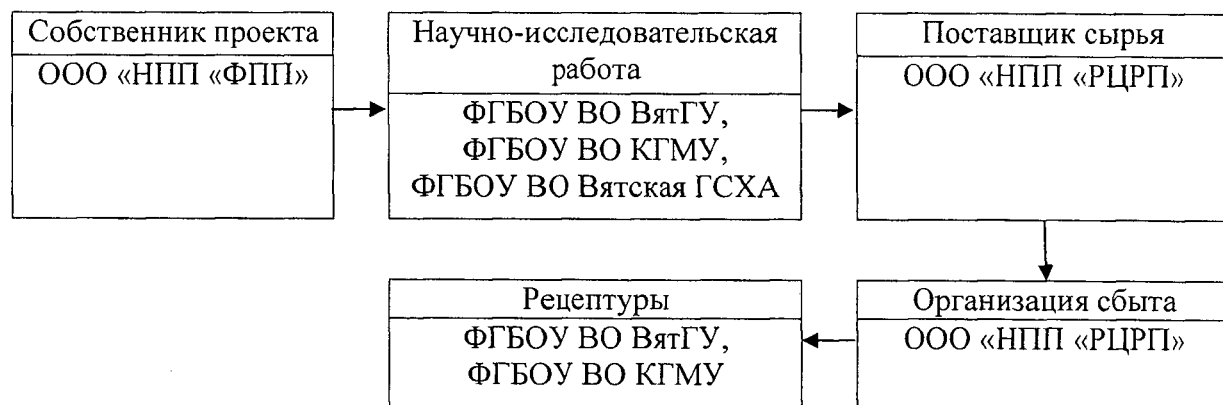 Собственник проекта
ООО «НПП «ФПП»
Научно-исследовательская
работа
ФГБОУ ВО ВятГУ,
ФГБОУ ВО КГМУ,
ФГБОУ ВО Вятская ГСХА
Поставщик сырья
ООО «НПП «РЦРП»
Рецептуры
ФГБОУ ВО ВятГУ,
ФГБОУ ВО КГМУ
Организация сбыта
ООО «НПП «РЦРП»